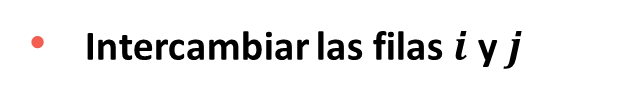 • Intercambiar las filas i y j